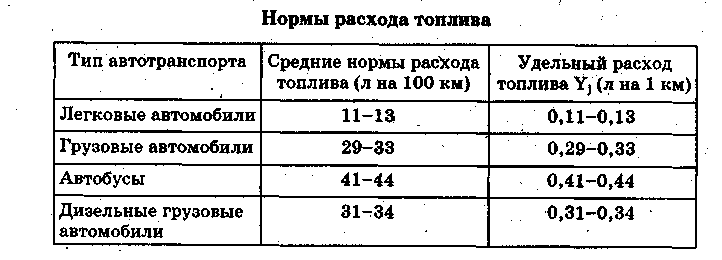 Нормы расхода топлива
Тип автотранспорта Средние нормы расхода Удельный расход
топлива (л на 100 км) топлива Yj (л на 1 км)
Легковые автомобили 11–13 0,11–0,13
Грузовые автомобили 29–33 0,29–0,33
Автобусы 41–44 0,41–0,44
Дизельные грузовые 31–34 0,31–0,34
автомобили